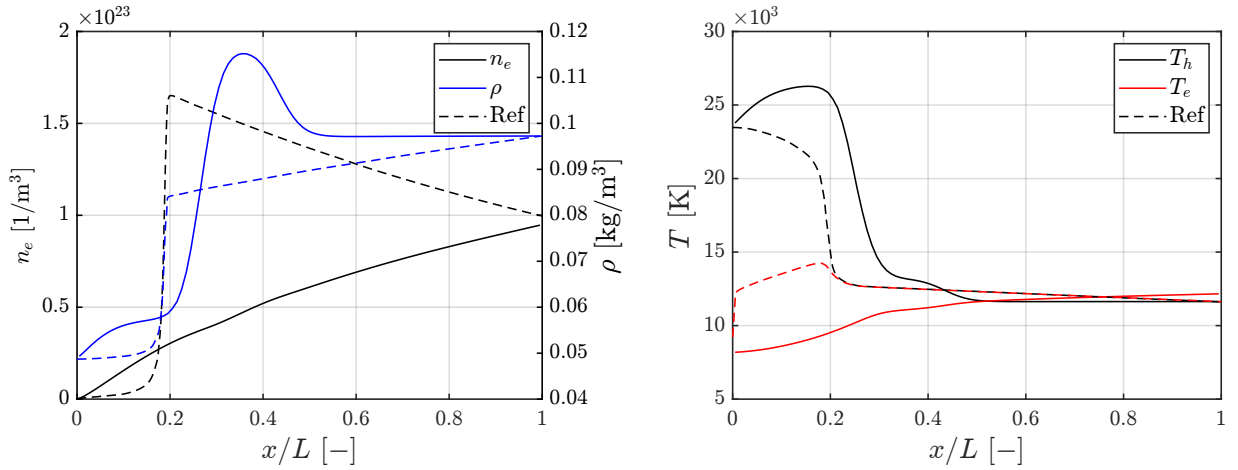 ×10²³
2
1.5
1
0.5
0
n_e [1/m³]
0 0.2 0.4 0.6 0.8 1
x/L [−]
0.12
0.11
0.1
0.09
0.08
0.07
0.06
0.05
0.04
ρ [kg/m³]
n_e
ρ
Ref
×10³
30
25
20
15
10
5
T [K]
0 0.2 0.4 0.6 0.8 1
x/L [−]
T_h
T_e
Ref